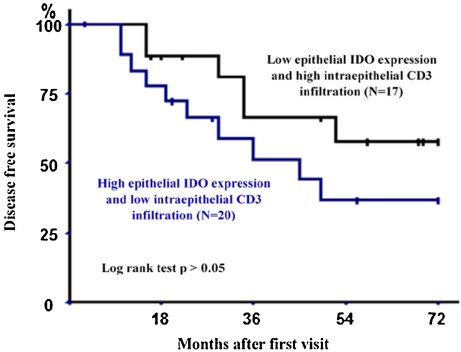 %
100
75
50
25
0
Disease free survival
Low epithelial IDO expression
and high intraepithelial CD3
infiltration (N=17)
High epithelial IDO expression
and low intraepithelial CD3
infiltration (N=20)
Log rank test p > 0.05
18 36 54 72
Months after first visit